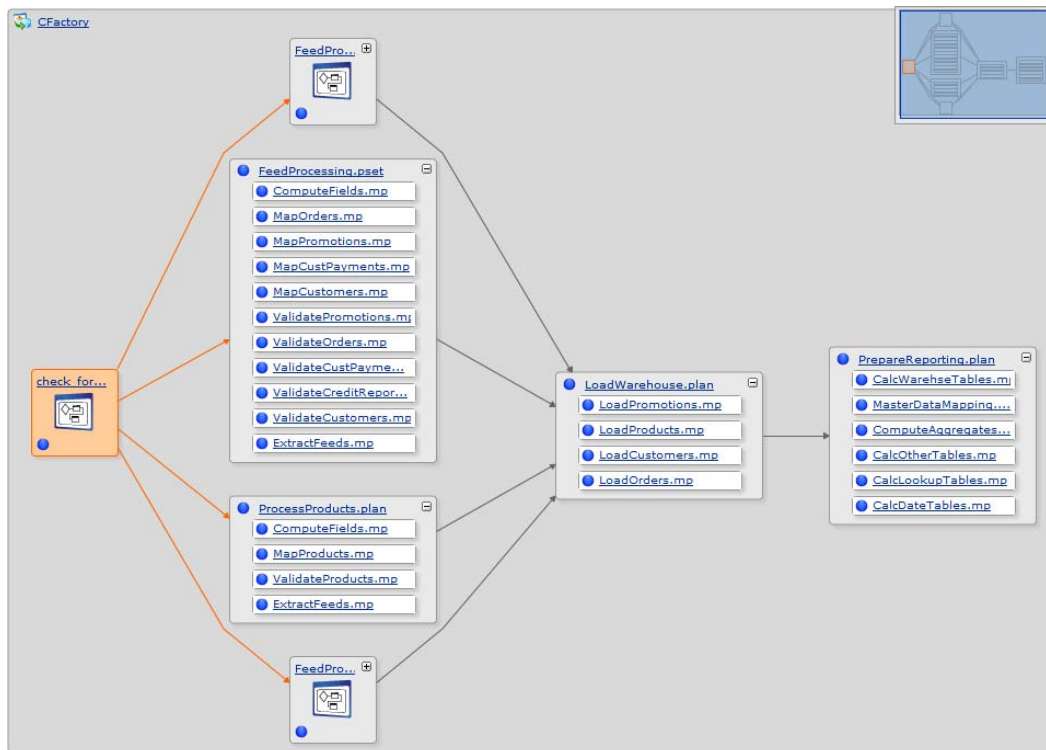 CFactory
FeedPro...
FeedProcessing.pset
ComputeFields.mp
MapOrders.mp
MapPromotions.mp
MapCustPayments.mp
MapCustomers.mp
ValidatePromotions.mp
ValidateOrders.mp
ValidateCustPayme...
ValidateCreditRepor...
ValidateCustomers.mp
ExtractFeeds.mp
check_for...
ProcessProducts.plan
ComputeFields.mp
MapProducts.mp
ValidateProducts.mp
ExtractFeeds.mp
FeedPro...
LoadWarehouse.plan
LoadPromotions.mp
LoadProducts.mp
LoadCustomers.mp
LoadOrders.mp
PrepareReporting.plan
CalcWarehseTables.mp
MasterDataMapping....
ComputeAggregates...
CalcOtherTables.mp
CalcLookupTables.mp
CalcDateTables.mp